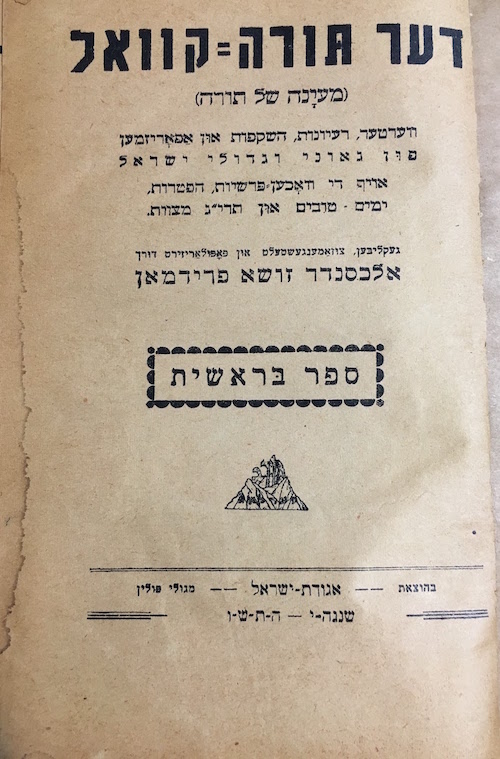 דער תורה=קוואל
(מעינה של תורה)
ווערטער, רעיונות, השקפות און אפאריזמען
פון גאוני וגדולי ישראל
אויף די וואכען־פרשיות, הפטרות,
ימים - טובים און תרי״ג מצוות.
געקליבען, צוזאמענגעשטעלט און פאפולאריזירט דורך
אלכסנדר זושא פרידמאן
ספר בראשית
בהוצאת — אגודת-ישראל — מגולי פולין
שנגה-י — ה-ת-ש-ו